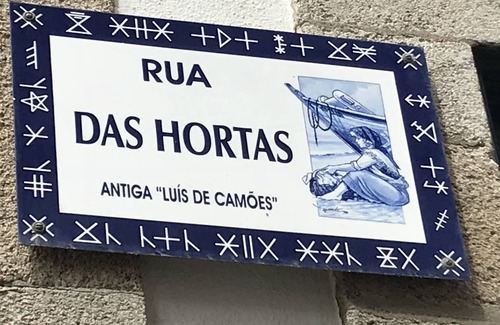 RUA
DAS HORTAS
ANTIGA "LUÍS DE CAMÕES"